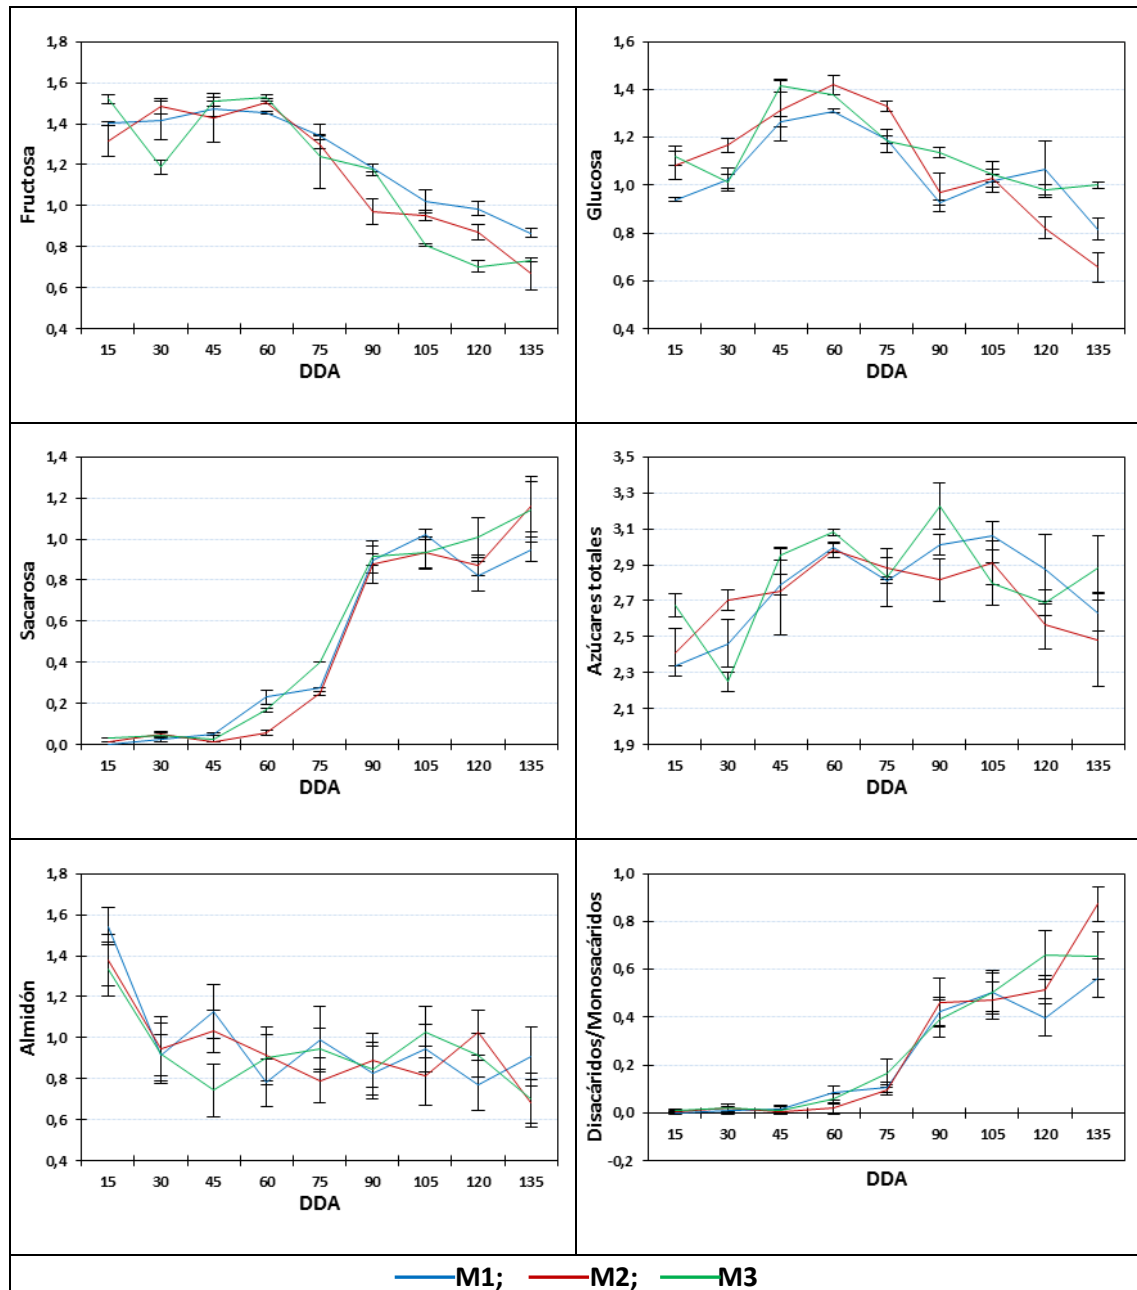 Fructosa
1,8
1,6
1,4
1,2
1,0
0,8
0,6
0,4
15 30 45 60 75 90 105 120 135
DDA
Glucosa
1,6
1,4
1,2
1,0
0,8
0,6
0,4
15 30 45 60 75 90 105 120 135
DDA
Sacarosa
1,4
1,2
1,0
0,8
0,6
0,4
0,2
0,0
15 30 45 60 75 90 105 120 135
DDA
Azúcares totales
3,5
3,3
3,1
2,9
2,7
2,5
2,3
2,1
1,9
15 30 45 60 75 90 105 120 135
DDA
Almidón
1,8
1,6
1,4
1,2
1,0
0,8
0,6
0,4
15 30 45 60 75 90 105 120 135
DDA
Disacáridos/Monosacáridos
1,0
0,8
0,6
0,4
0,2
0,0
-0,2
15 30 45 60 75 90 105 120 135
DDA
M1; M2; M3